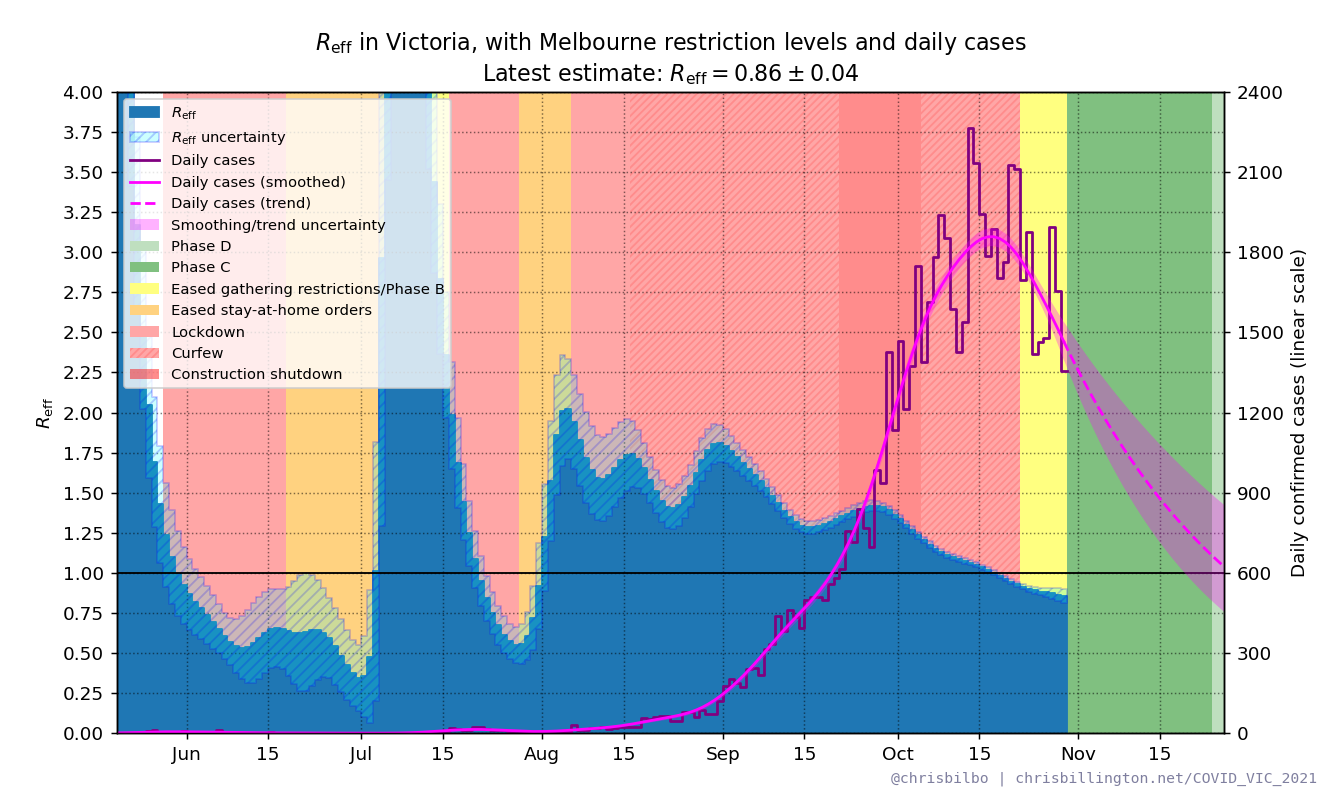 R_eff in Victoria, with Melbourne restriction levels and daily cases
Latest estimate: R_eff = 0.86 ± 0.04
4.00
3.75
3.50
3.25
3.00
2.75
2.50
2.25
2.00
1.75
1.50
1.25
1.00
0.75
0.50
0.25
0.00
R_eff
R_eff
R_eff uncertainty
Daily cases
Daily cases (smoothed)
Daily cases (trend)
Smoothing/trend uncertainty
Phase D
Phase C
Eased gathering restrictions/Phase B
Eased stay-at-home orders
Lockdown
Curfew
Construction shutdown
2400
2100
1800
1500
1200
900
600
300
0
Daily confirmed cases (linear scale)
Jun 15 Jul 15 Aug 15 Sep 15 Oct 15 Nov 15
@chrisbilbo | chrisbillington.net/COVID_VIC_2021